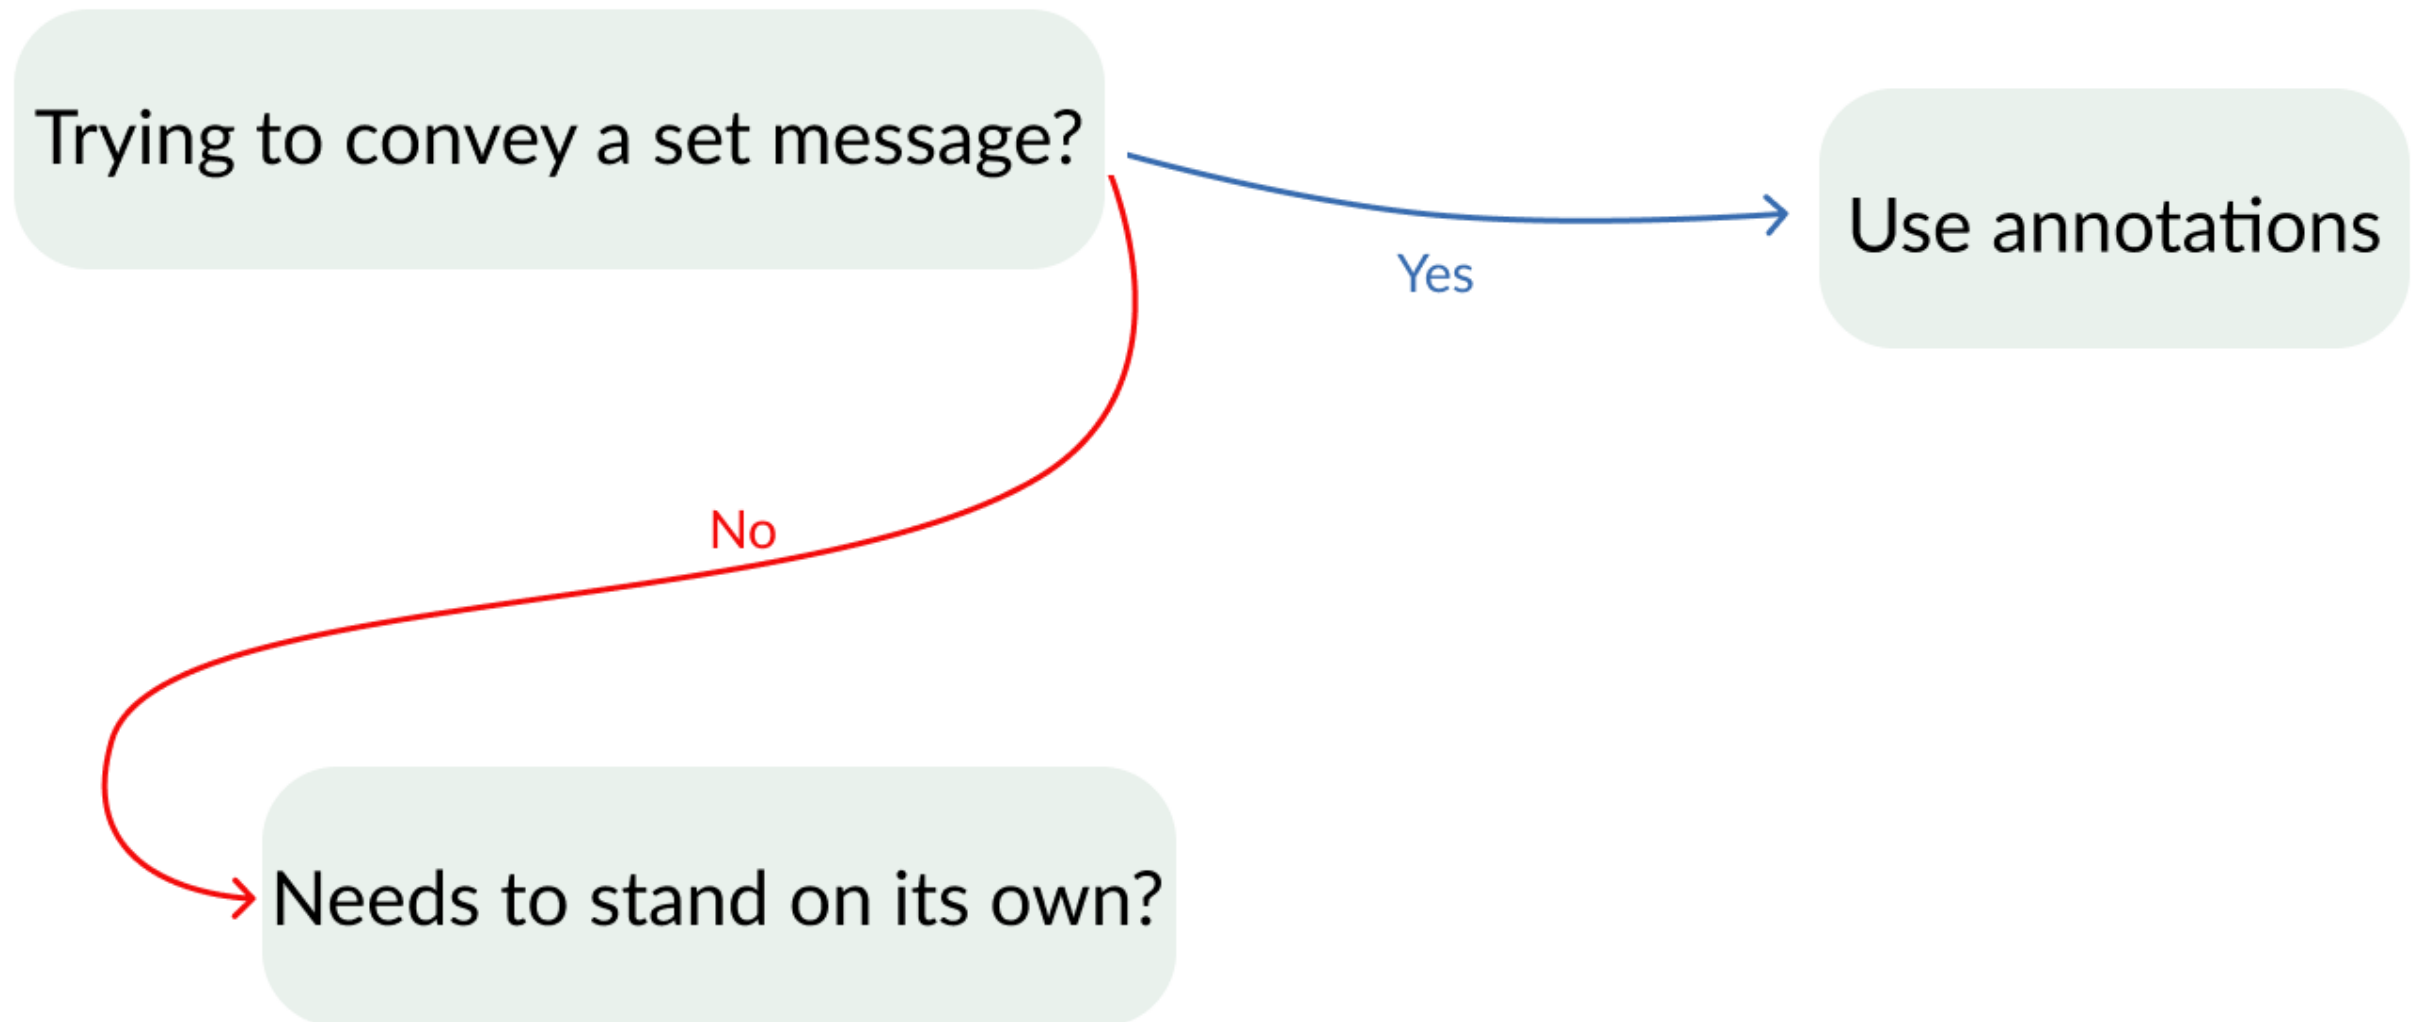 Trying to convey a set message?
Yes
Use annotations
No
Needs to stand on its own?